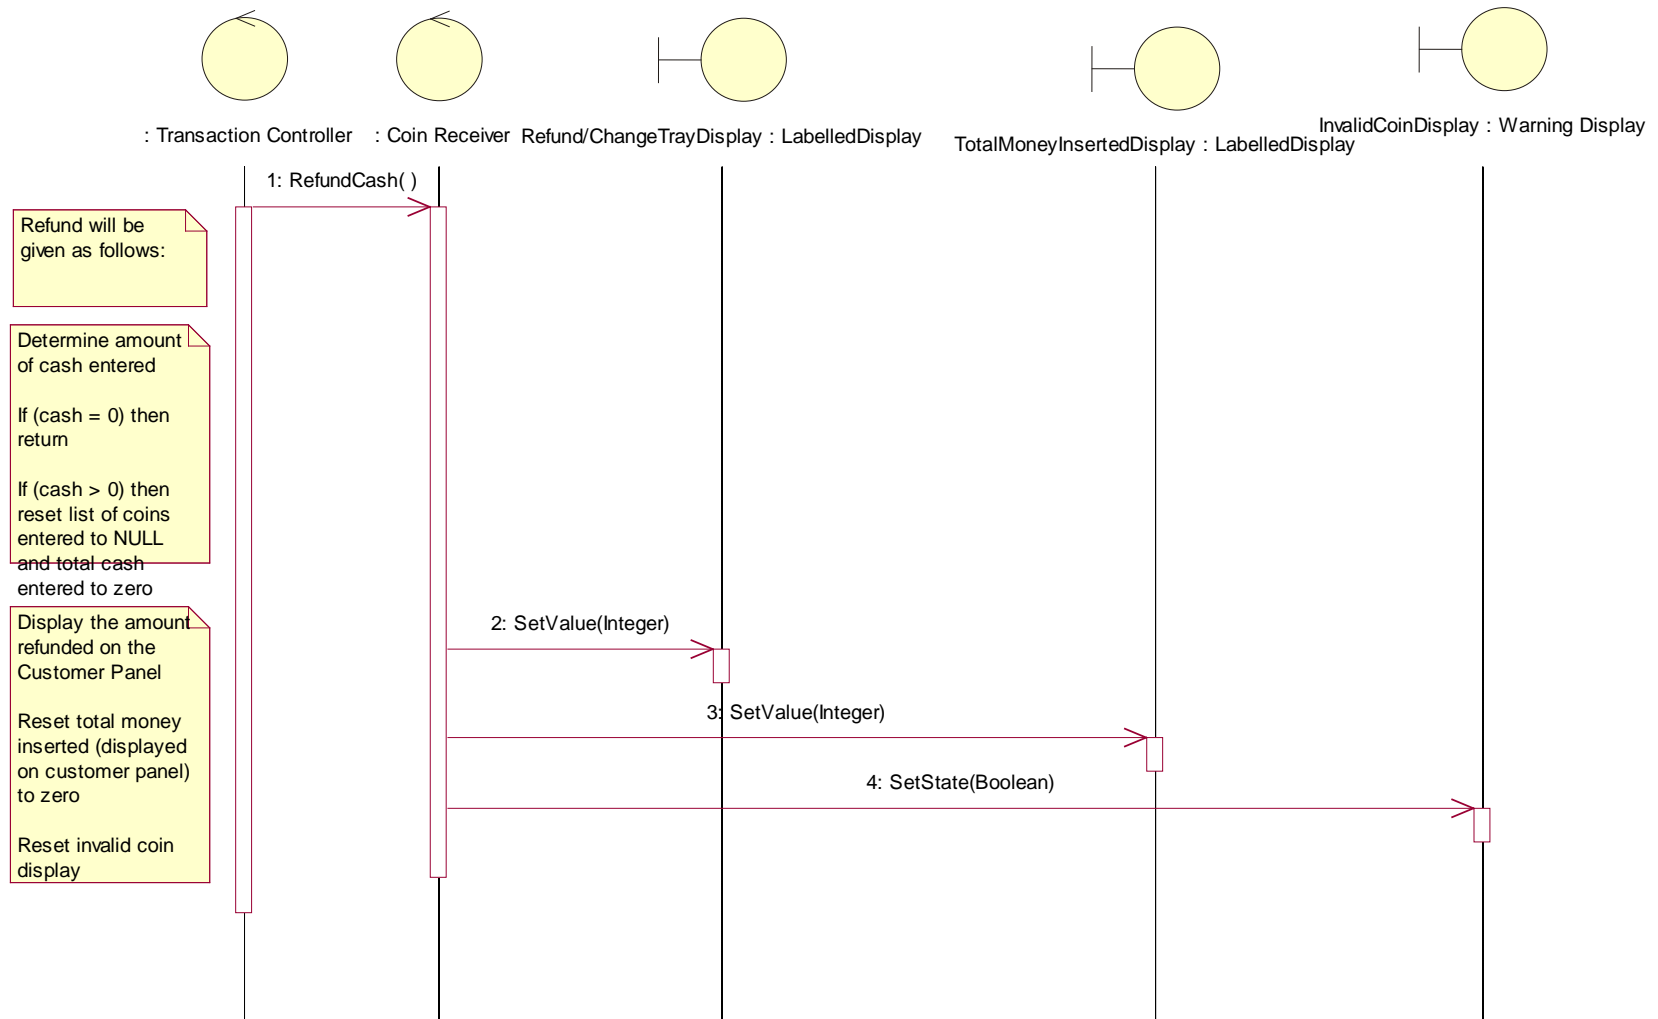 : Transaction Controller
: Coin Receiver
Refund/ChangeTrayDisplay : LabelledDisplay
TotalMoneyInsertedDisplay : LabelledDisplay
InvalidCoinDisplay : Warning Display
1: RefundCash( )
Refund will be
given as follows:
Determine amount
of cash entered
If (cash = 0) then
return
If (cash > 0) then
reset list of coins
entered to NULL
and total cash
entered to zero
Display the amount
refunded on the
Customer Panel
Reset total money
inserted (displayed
on customer panel)
to zero
Reset invalid coin
display
2: SetValue(Integer)
3: SetValue(Integer)
4: SetState(Boolean)